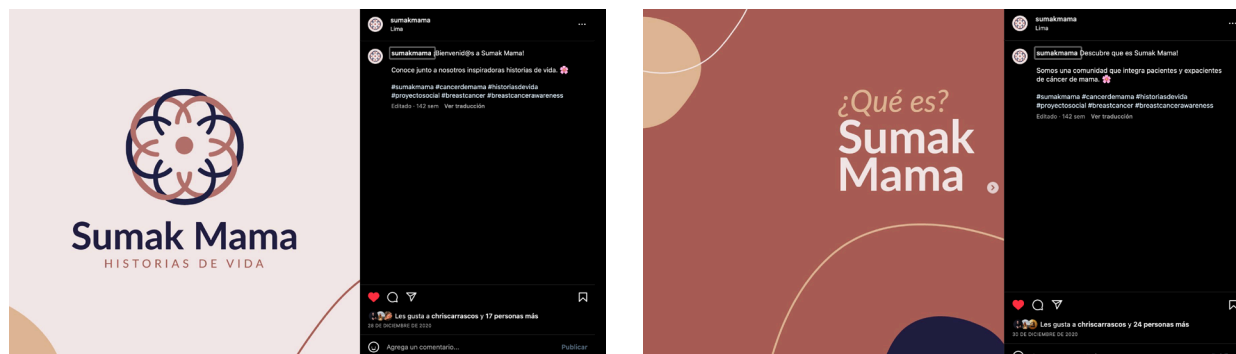 Sumak Mama
HISTORIAS DE VIDA
sumakmama
Lima
sumakmama ¡Bienvenid@s a Sumak Mama!
Conoce junto a nosotros inspiradoras historias de vida. 🌸
#sumakmama #cancerdemama #historiasdevida
#proyectosocial #breastcancer #breastcancerawareness
Editado · 142 sem Ver traducción
Les gusta a chriscarrascos y 17 personas más
28 DE DICIEMBRE DE 2020
Agrega un comentario...
Publicar
¿Qué es?
Sumak
Mama
sumakmama
Lima
sumakmama Descubre que es Sumak Mama!
Somos una comunidad que integra pacientes y expacientes
de cáncer de mama. 🌸
#sumakmama #cancerdemama #historiasdevida
#proyectosocial #breastcancer #breastcancerawareness
Editado · 142 sem Ver traducción
Les gusta a chriscarrascos y 24 personas más
30 DE DICIEMBRE DE 2020